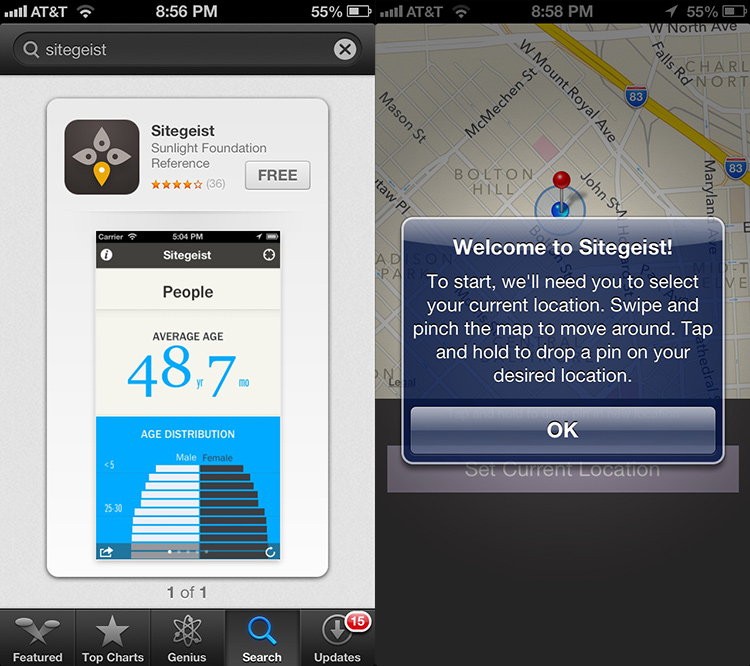 AT&T 8:56 PM 55%
sitegeist
Sitegeist
Sunlight Foundation
Reference
(36)
FREE
Carrier 5:04 PM
Sitegeist
People
AVERAGE AGE
48 yr 7 mo
AGE DISTRIBUTION
Male Female
< 5
25-30
1 of 1
Featured
Top Charts
Genius
Search
15
Updates
AT&T 8:58 PM 55%
W North Ave
Falls Rd
CHARL
NORT
W Mount Royal Ave
83
Mason St
McMechen St
83
BOLTON
HILL
John St
Maryland Ave
Welcome to Sitegeist!
To start, we'll need you to select
your current location. Swipe and
pinch the map to move around. Tap
and hold to drop a pin on your
desired location.
OK
Set Current Location